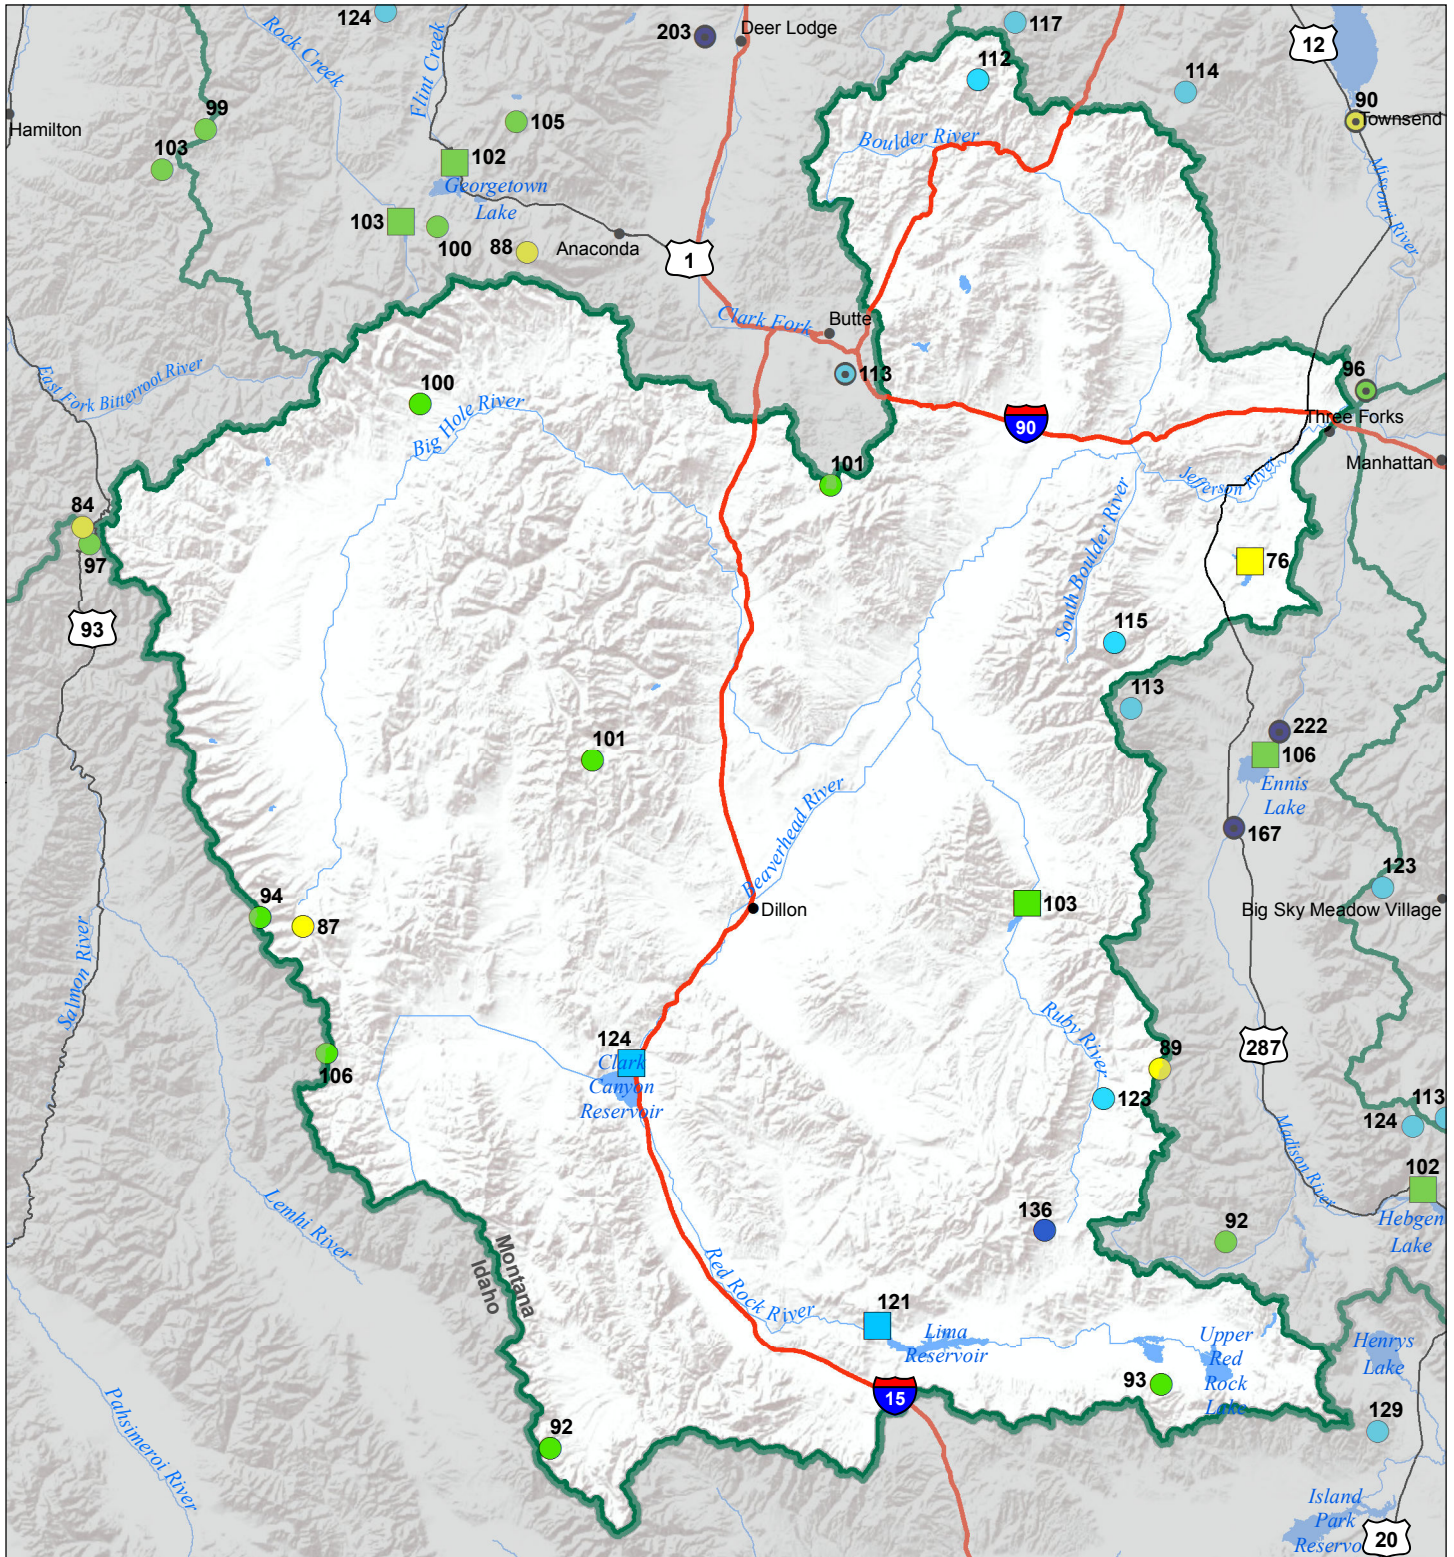 124
Rock Creek
Flint Creek
203
Deer Lodge
117
12
112
114
90
Townsend
Hamilton
99
105
103
102
Georgetown
Lake
Boulder River
Missouri River
103
100
88
Anaconda
1
Clark Fork
Butte
113
East Fork Bitterroot River
100
Big Hole River
96
90
Three Forks
Manhattan
101
Jefferson River
84
97
93
South Boulder River
76
115
113
101
222
106
Ennis
Lake
Beaverhead River
167
123
Big Sky Meadow Village
94
87
Dillon
103
Salmon River
Ruby River
287
124
Clark
Canyon
Reservoir
89
106
123
113
124
Madison River
102
Hebgen
Lake
Lemhi River
Montana
Idaho
136
92
Red Rock River
121
Lima
Reservoir
Upper
Red
Rock
Lake
Henrys
Lake
93
15
Pahsimeroi River
92
129
Island
Park
Reservo
20